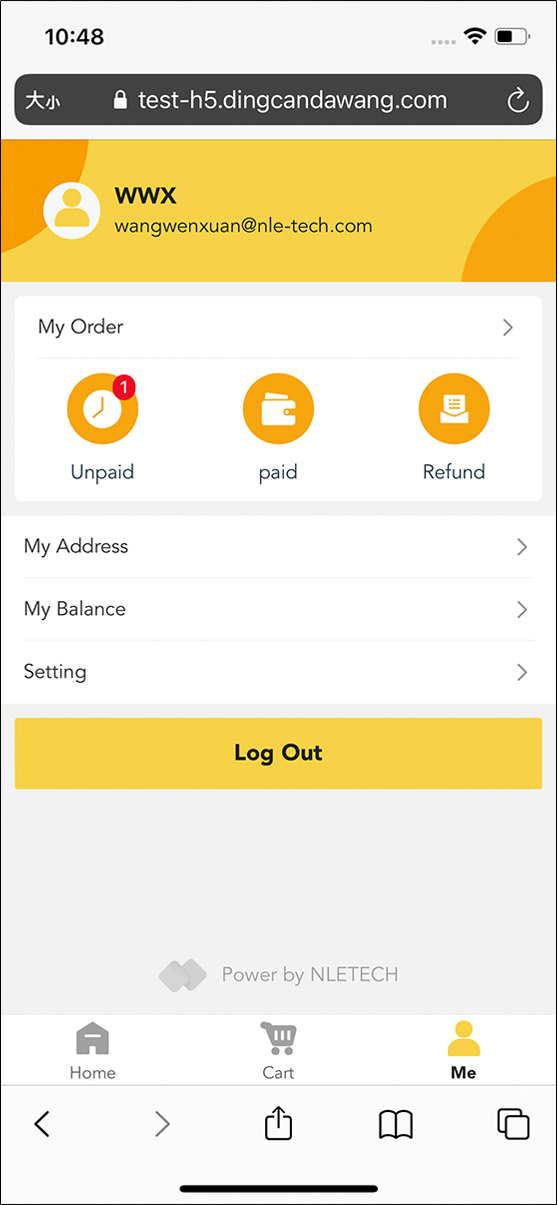 10:48
大小 test-h5.dingcandawang.com
WWX
wangwenxuan@nle-tech.com
My Order
1
Unpaid paid Refund
My Address
My Balance
Setting
Log Out
Power by NLETECH
Home Cart Me